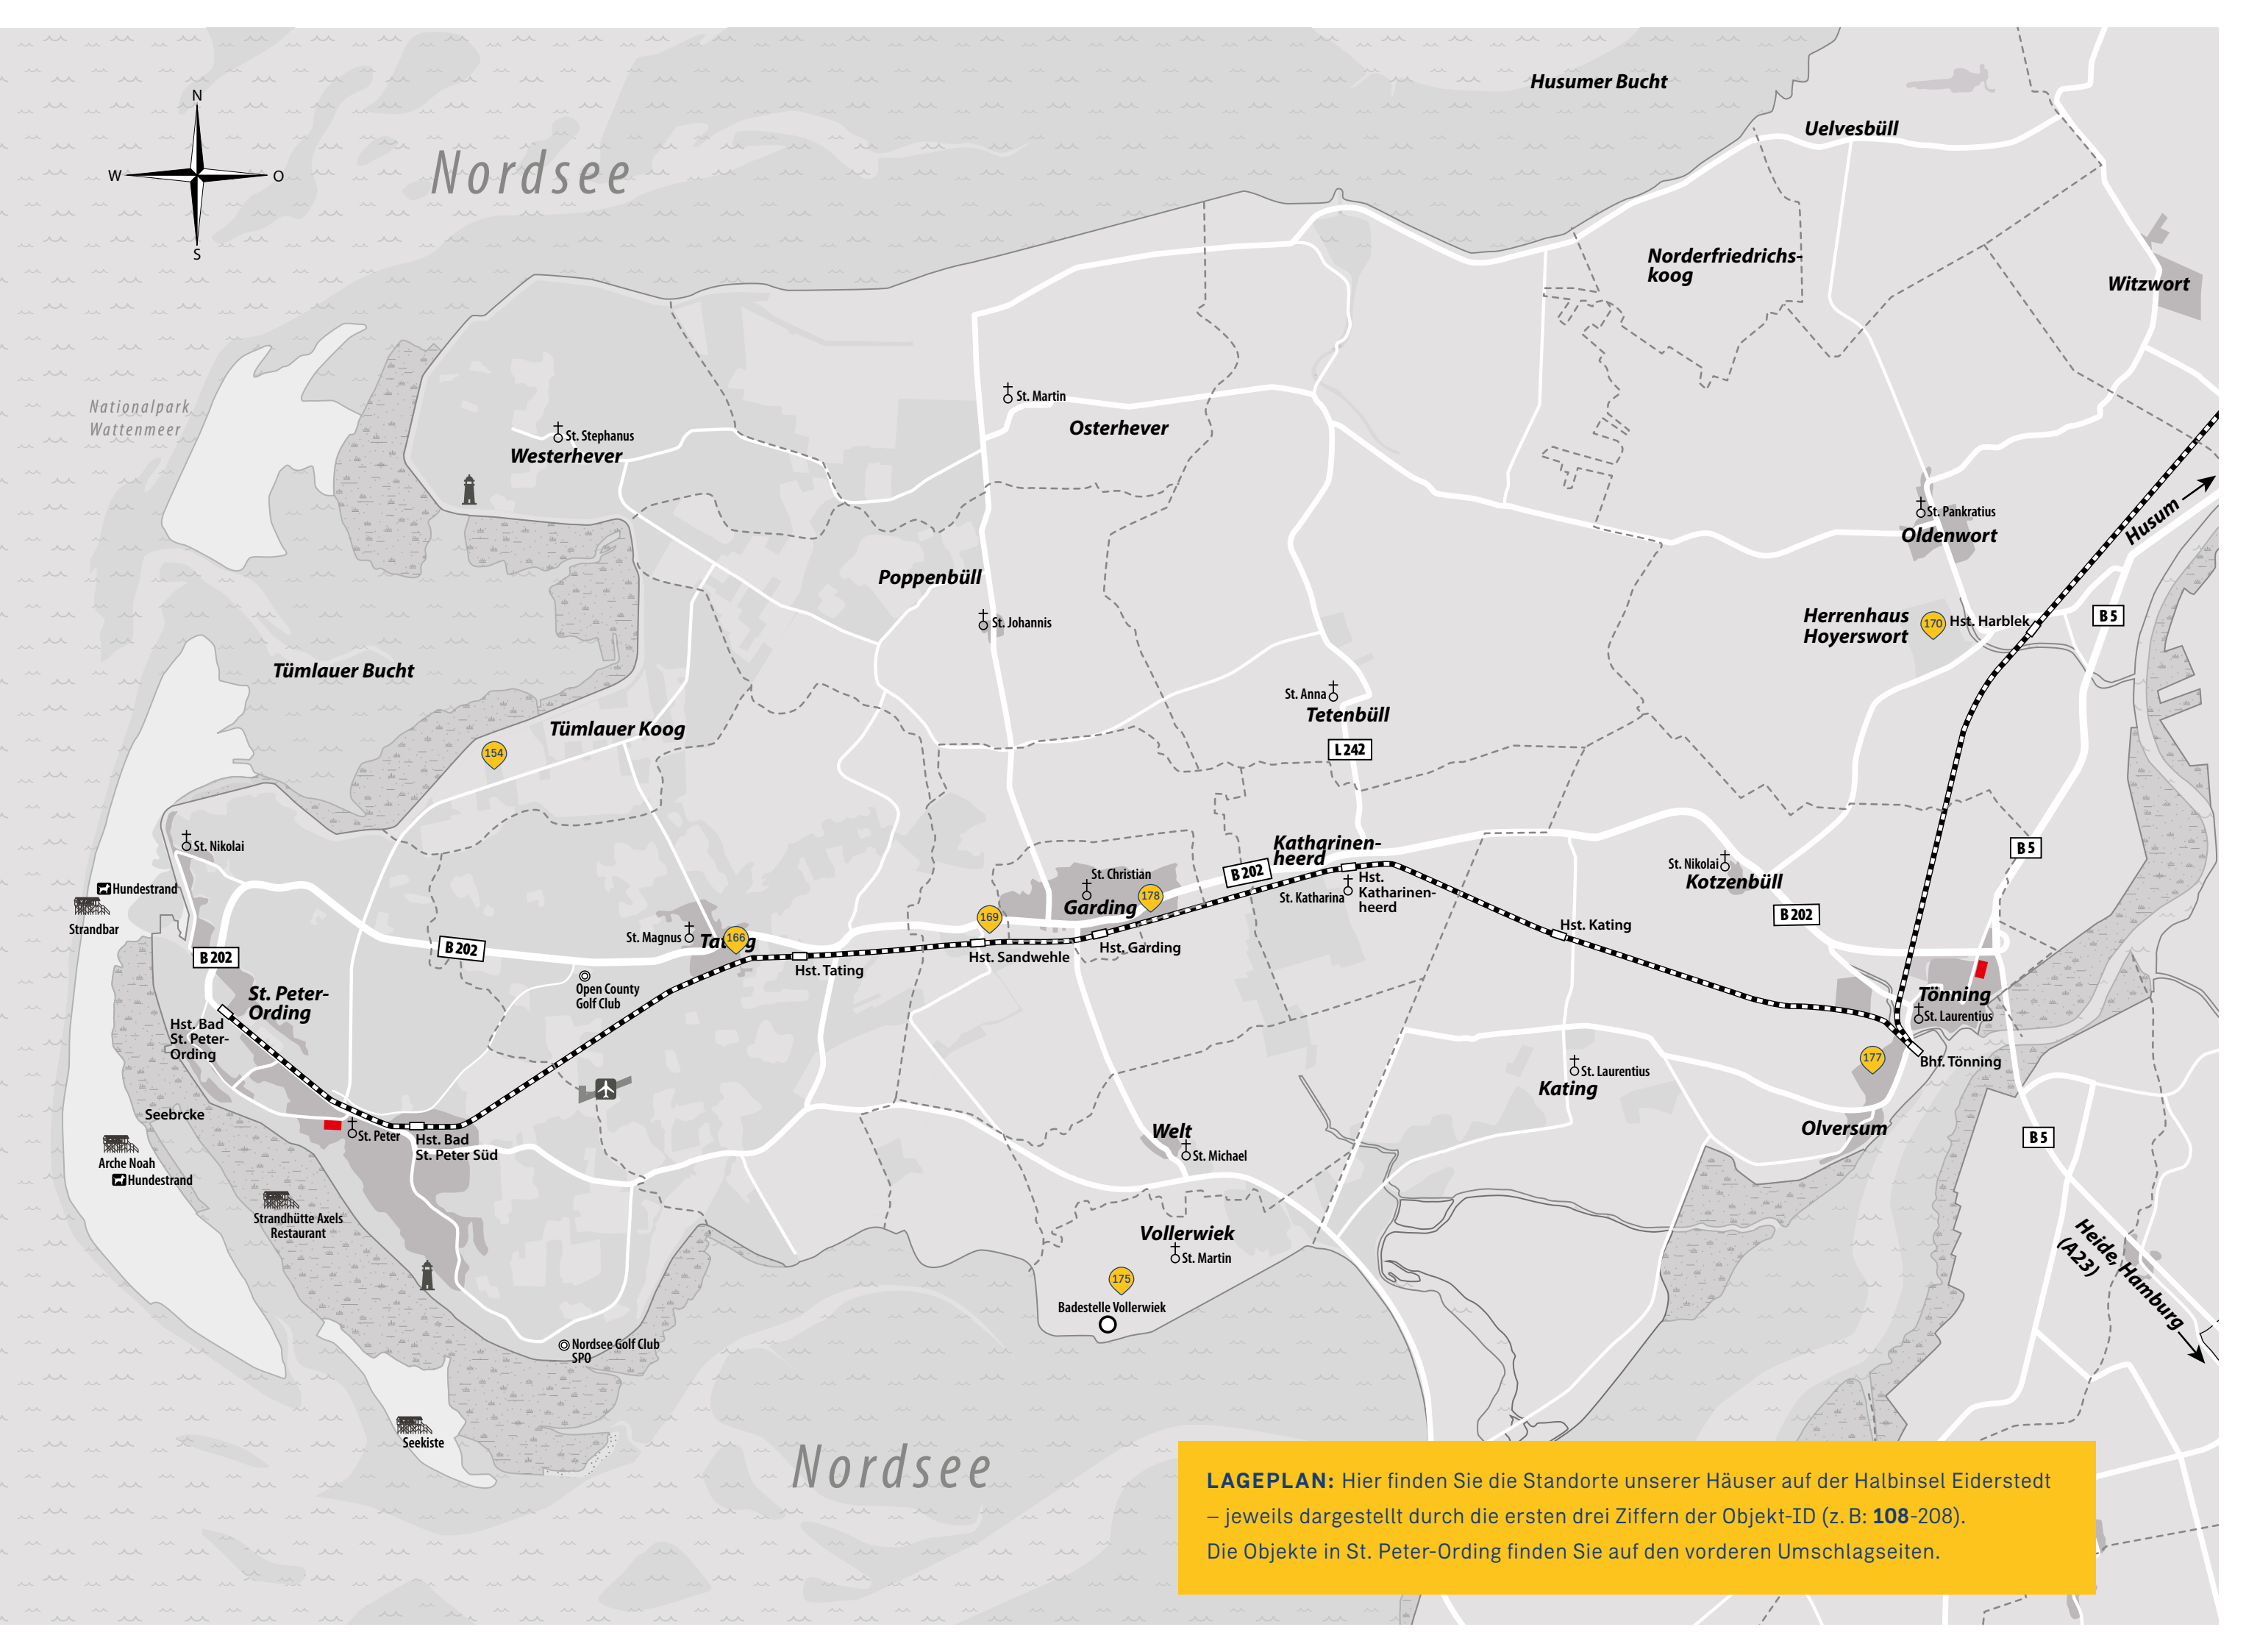 Husumer Bucht
N
W
O
S
Nordsee
Uelvesbüll
Norderfriedrichs-
koog
Witzwort
Nationalpark
Wattenmeer
St. Martin
Osterhever
St. Stephanus
Westerhever
St. Pankratius
Oldenwort
Husum
Poppenbüll
St. Johannis
Herrenhaus
Hoyerswort
170
Hst. Harblek
B 5
Tümlauer Bucht
St. Anna
Tetenbüll
L 242
Tümlauer Koog
154
St. Nikolai
Hundestrand
Strandbar
B 202
B 202
St. Magnus
Tating
166
Hst. Tating
169
Hst. Sandwehle
St. Christian
Garding
178
Hst. Garding
B 202
Katharinen-
heerd
St. Katharina
Hst.
Katharinen-
heerd
St. Nikolai
Kotzenbüll
B 202
B 5
Hst. Kating
Open County
Golf Club
St. Peter-
Ording
Hst. Bad
St. Peter-
Ording
Tönning
St. Laurentius
Bhf. Tönning
177
St. Laurentius
Kating
Olversum
B 5
Seebrcke
St. Peter
Hst. Bad
St. Peter Süd
Arche Noah
Hundestrand
Strandhütte Axels
Restaurant
Welt
St. Michael
Vollerwiek
St. Martin
175
Badestelle Vollerwiek
Heide, Hamburg
(A23)
Nordsee Golf Club
SPO
Seekiste
Nordsee
LAGEPLAN: Hier finden Sie die Standorte unserer Häuser auf der Halbinsel Eiderstedt
– jeweils dargestellt durch die ersten drei Ziffern der Objekt-ID (z. B: 108-208).
Die Objekte in St. Peter-Ording finden Sie auf den vorderen Umschlagseiten.